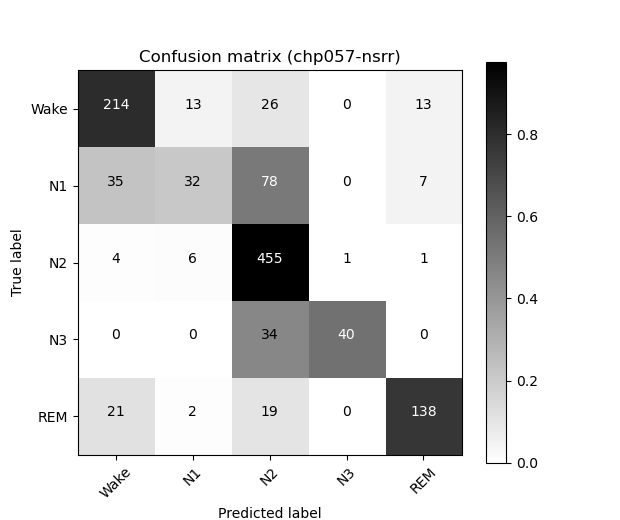 Confusion matrix (chp057-nsrr)
True label
Wake 214 13 26 0 13
N1 35 32 78 0 7
N2 4 6 455 1 1
N3 0 0 34 40 0
REM 21 2 19 0 138
Wake N1 N2 N3 REM
Predicted label
0.8
0.6
0.4
0.2
0.0